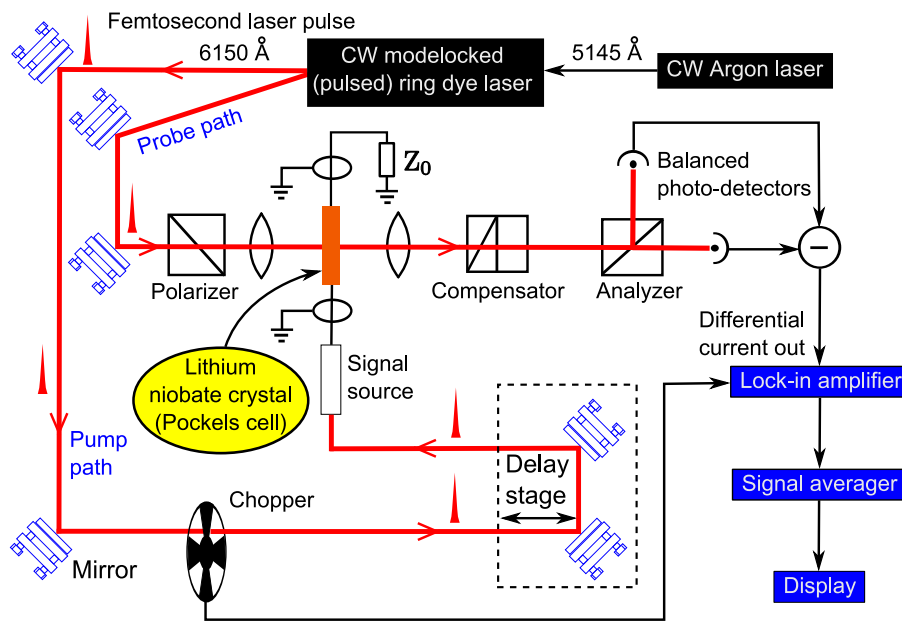 Femtosecond laser pulse
6150 Å
CW modelocked
(pulsed) ring dye laser
5145 Å
CW Argon laser
Probe path
Z₀
Balanced
photo-detectors
Polarizer
Compensator
Analyzer
−
Lithium
niobate crystal
(Pockels cell)
Signal
source
Differential
current out
Lock-in amplifier
Pump
path
Delay
stage
Chopper
Signal averager
Mirror
Display